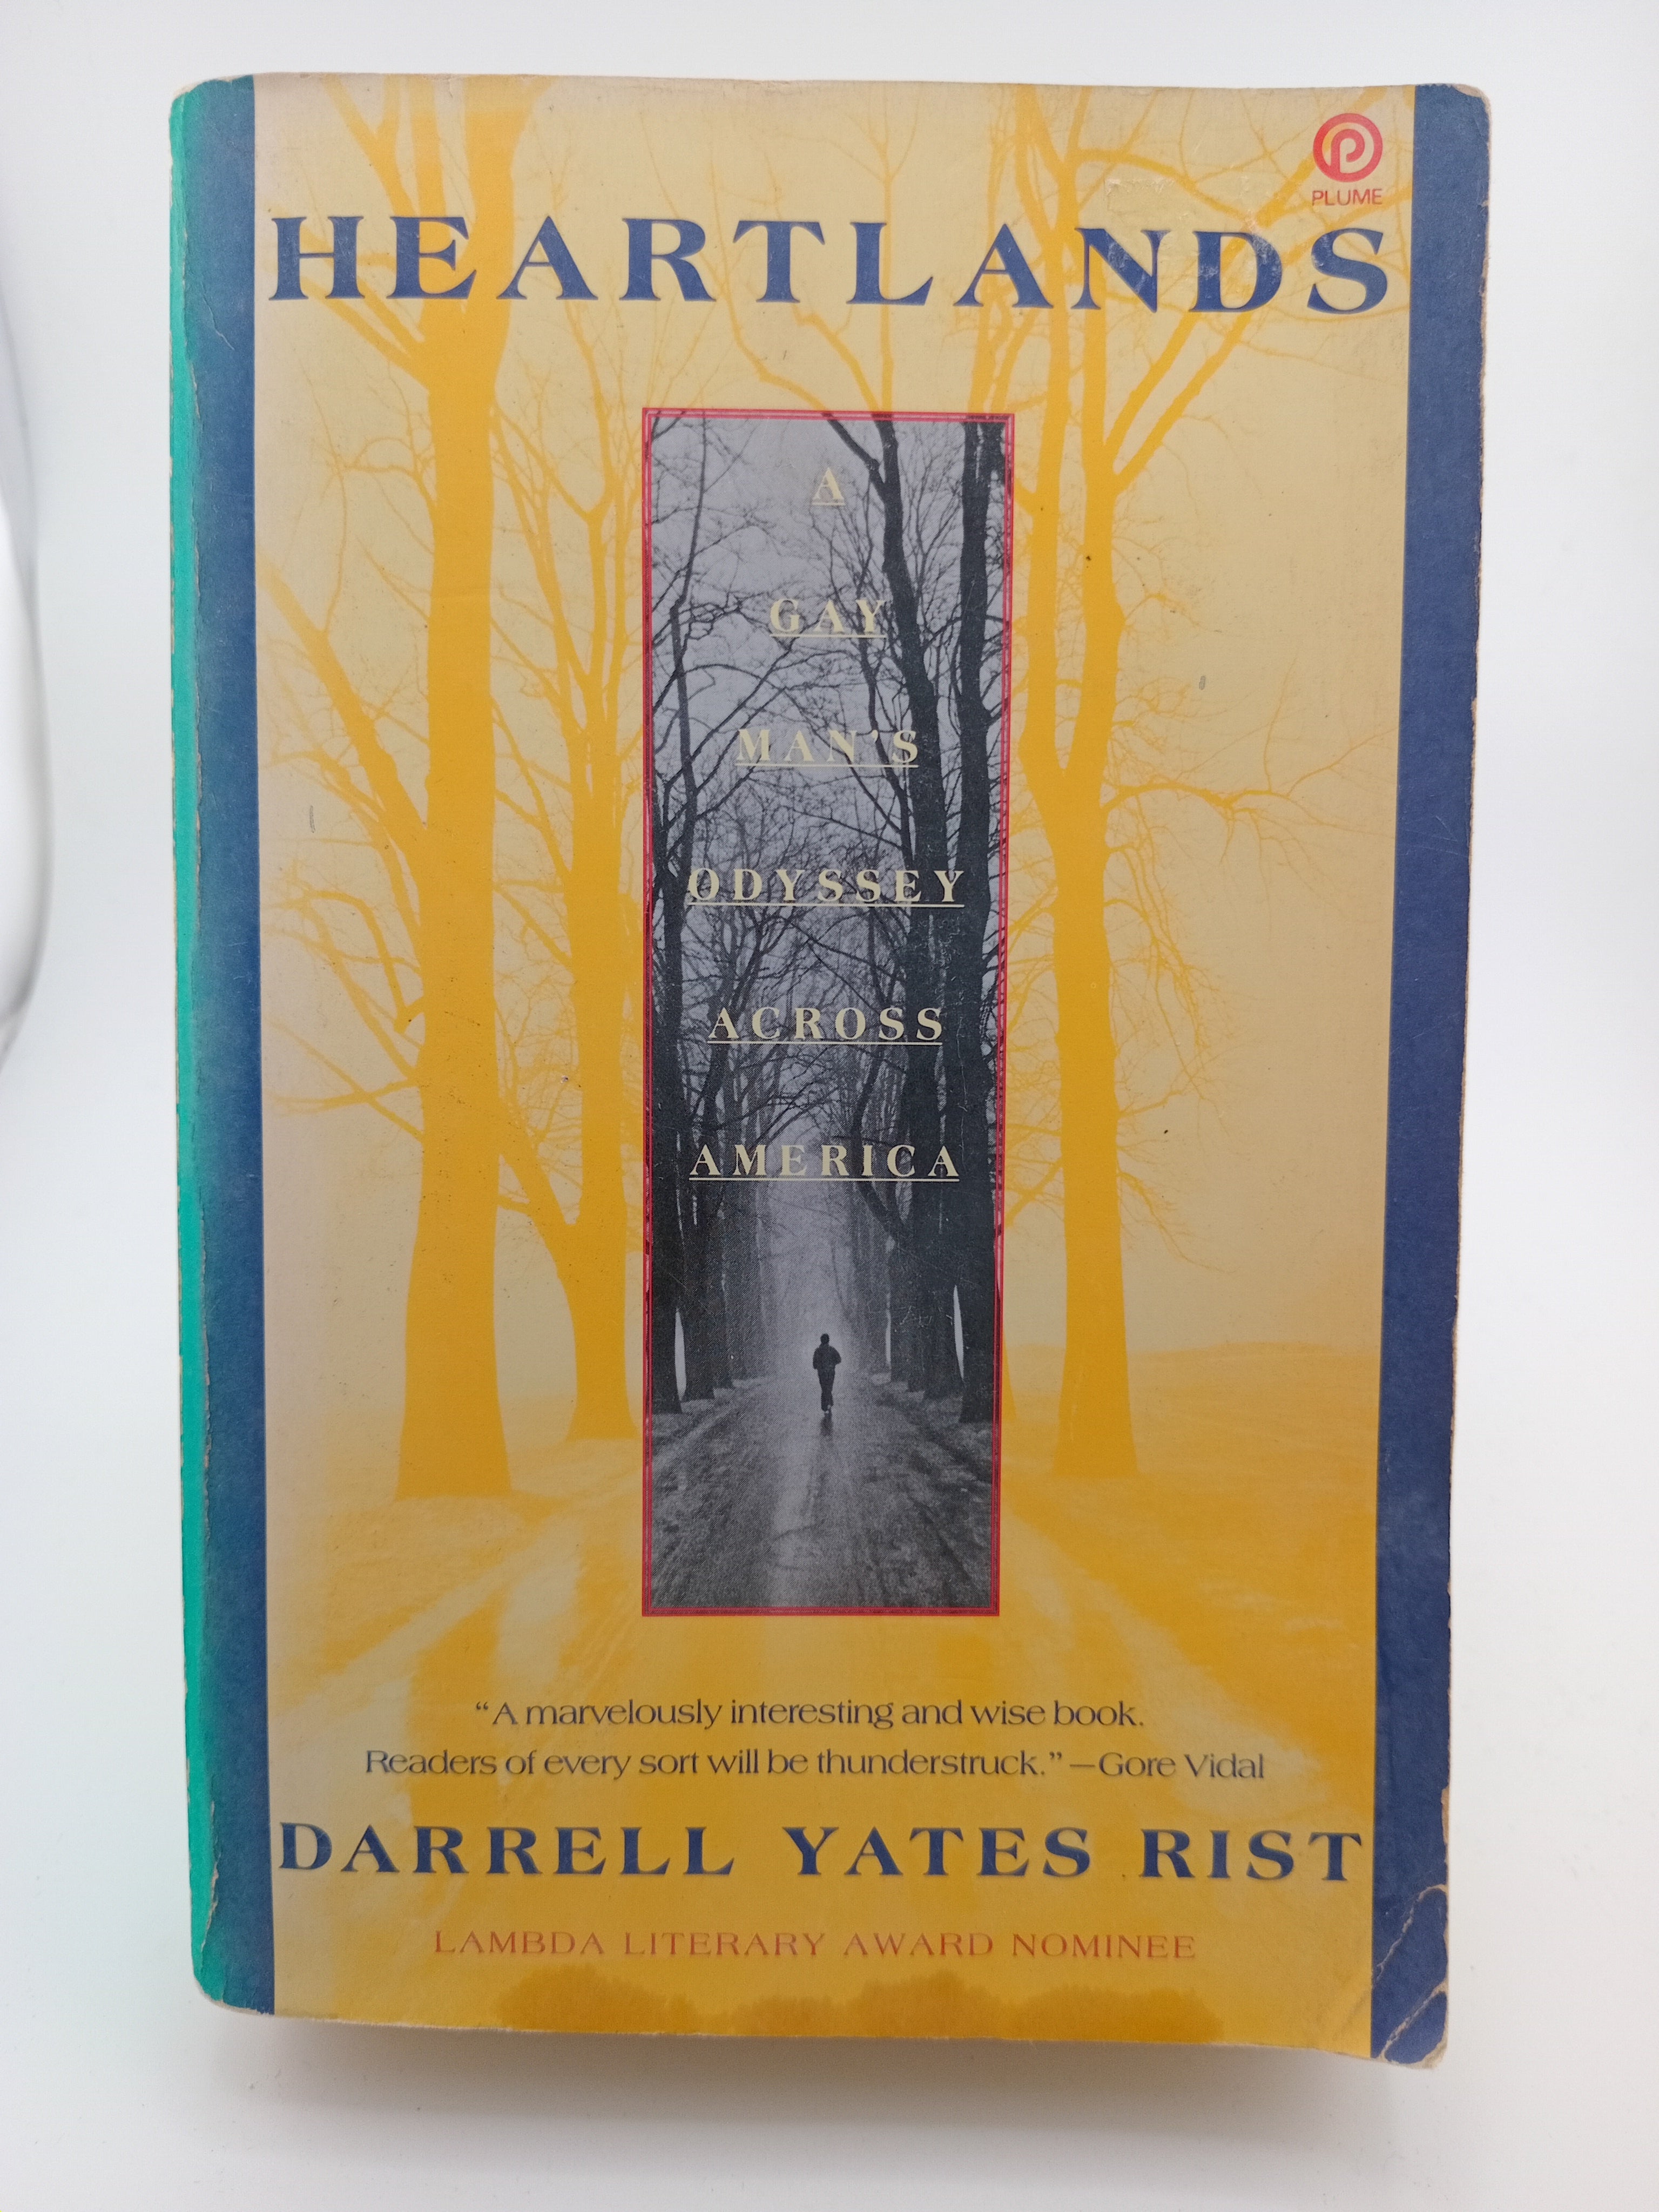 PLUME
HEARTLANDS
A
GAY
MAN'S
ODYSSEY
ACROSS
AMERICA
“A marvelously interesting and wise book.
Readers of every sort will be thunderstruck.”—Gore Vidal
DARRELL YATES RIST
LAMBDA LITERARY AWARD NOMINEE